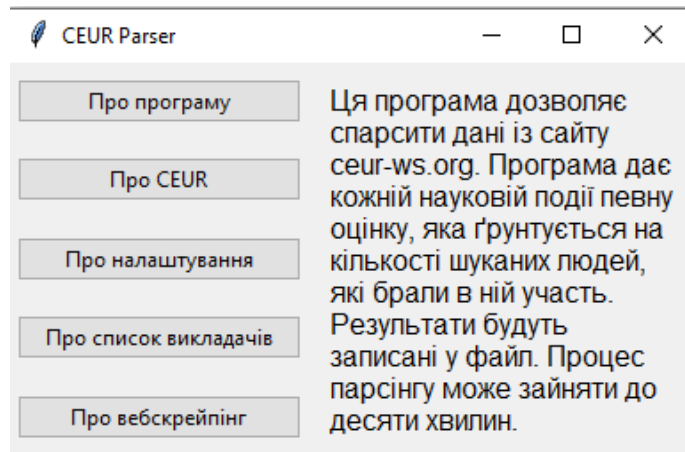 CEUR Parser
Про програму
Про CEUR
Про налаштування
Про список викладачів
Про вебскрейпінг
Ця програма дозволяє
спарсити дані із сайту
ceur-ws.org. Програма дає
кожній науковій події певну
оцінку, яка ґрунтується на
кількості шуканих людей,
які брали в ній участь.
Результати будуть
записані у файл. Процес
парсінгу може зайняти до
десяти хвилин.